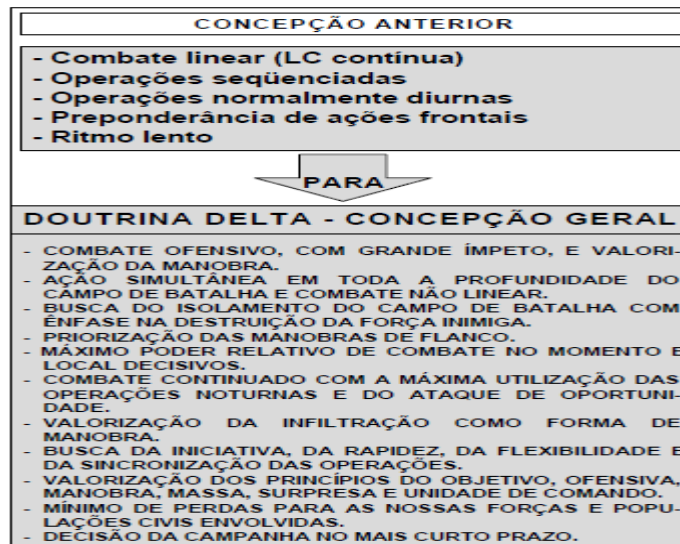 CONCEPÇÃO ANTERIOR
- Combate linear (LC contínua)
- Operações seqüenciadas
- Operações normalmente diurnas
- Preponderância de ações frontais
- Ritmo lento
PARA
DOUTRINA DELTA - CONCEPÇÃO GERAL
- COMBATE OFENSIVO, COM GRANDE ÍMPETO, E VALORI-
ZAÇÃO DA MANOBRA.
- AÇÃO SIMULTÂNEA EM TODA A PROFUNDIDADE DO
CAMPO DE BATALHA E COMBATE NÃO LINEAR.
- BUSCA DO ISOLAMENTO DO CAMPO DE BATALHA COM
ÊNFASE NA DESTRUIÇÃO DA FORÇA INIMIGA.
- PRIORIZAÇÃO DAS MANOBRAS DE FLANCO.
- MÁXIMO PODER RELATIVO DE COMBATE NO MOMENTO E
LOCAL DECISIVOS.
- COMBATE CONTINUADO COM A MÁXIMA UTILIZAÇÃO DAS
OPERAÇÕES NOTURNAS E DO ATAQUE DE OPORTUNI-
DADE.
- VALORIZAÇÃO DA INFILTRAÇÃO COMO FORMA DE
MANOBRA.
- BUSCA DA INICIATIVA, DA RAPIDEZ, DA FLEXIBILIDADE E
DA SINCRONIZAÇÃO DAS OPERAÇÕES.
- VALORIZAÇÃO DOS PRINCÍPIOS DO OBJETIVO, OFENSIVA,
MANOBRA, MASSA, SURPRESA E UNIDADE DE COMANDO.
- MÍNIMO DE PERDAS PARA AS NOSSAS FORÇAS E POPU-
LAÇÕES CIVIS ENVOLVIDAS.
- DECISÃO DA CAMPANHA NO MAIS CURTO PRAZO.